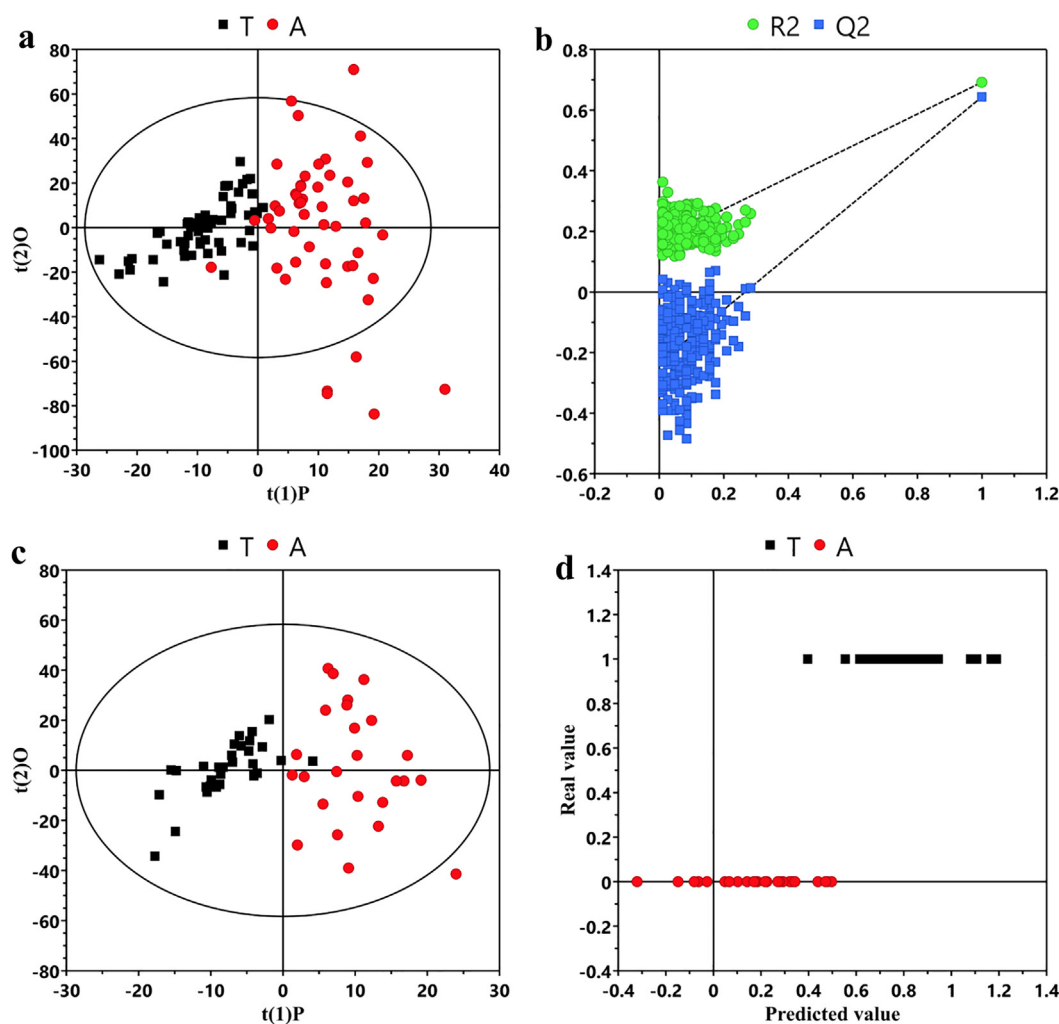 a
T A
80
60
40
20
0
-20
-40
-60
-80
-100
t(2)O
-30 -20 -10 0 10 20 30 40
t(1)P
b
R2 Q2
0.8
0.6
0.4
0.2
0
-0.2
-0.4
-0.6
-0.2 0 0.2 0.4 0.6 0.8 1 1.2
c
T A
80
60
40
20
0
-20
-40
-60
-80
t(2)O
-30 -20 -10 0 10 20 30
t(1)P
d
T A
1.4
1.2
1
0.8
0.6
0.4
0.2
0
-0.2
-0.4
Real value
-0.4 -0.2 0 0.2 0.4 0.6 0.8 1 1.2 1.4
Predicted value